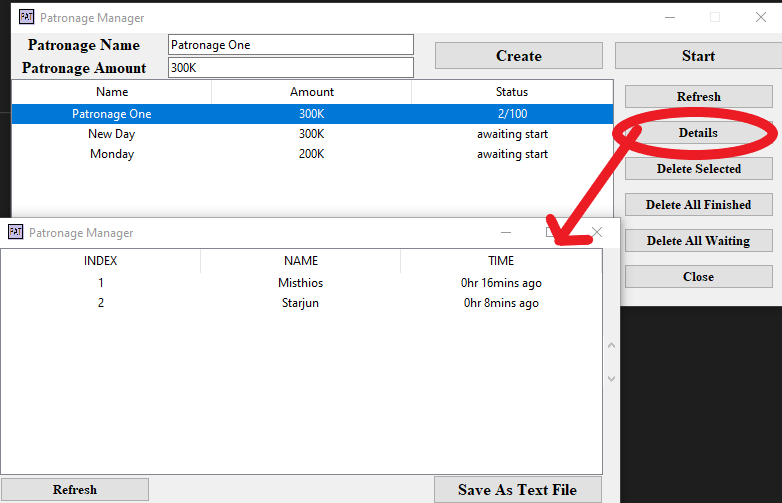 PAT Patronage Manager
Patronage Name Patronage One Create Start
Patronage Amount 300K
Name Amount Status Refresh
Patronage One 300K 2/100
New Day 300K awaiting start Details
Monday 200K awaiting start
Delete Selected
Delete All Finished
Delete All Waiting
Close
PAT Patronage Manager
INDEX NAME TIME
1 Misthios 0hr 16mins ago
2 Starjun 0hr 8mins ago
Refresh Save As Text File